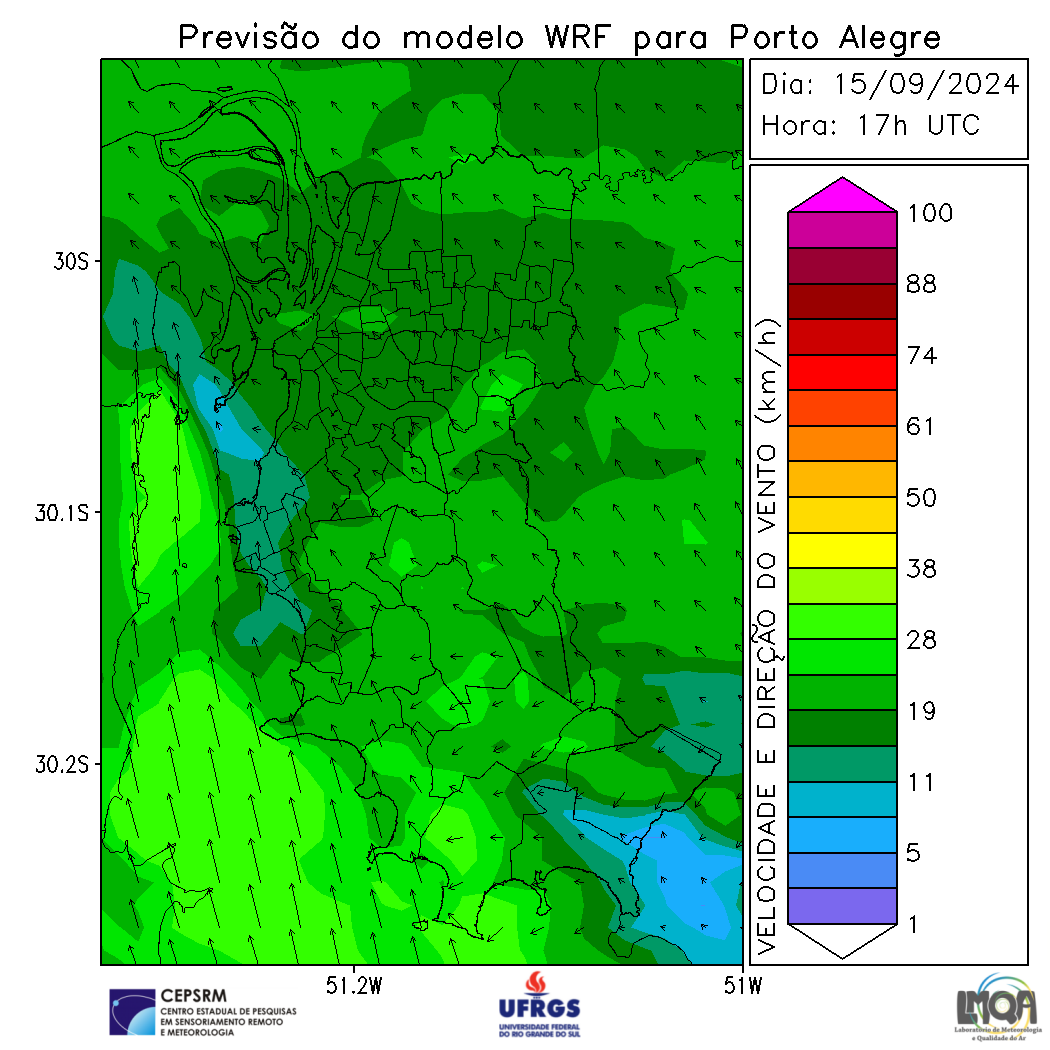 Previsão do modelo WRF para Porto Alegre
Dia: 15/09/2024
Hora: 17h UTC
30S
30.1S
30.2S
51.2W
51W
VELOCIDADE E DIREÇÃO DO VENTO (km/h)
100
88
74
61
50
38
28
19
11
5
1
CEPSRM
CENTRO ESTADUAL DE PESQUISAS
EM SENSORIAMENTO REMOTO
E METEOROLOGIA
UFRGS
UNIVERSIDADE FEDERAL
DO RIO GRANDE DO SUL
LMQA
Laboratório de Meteorologia
e Qualidade do Ar